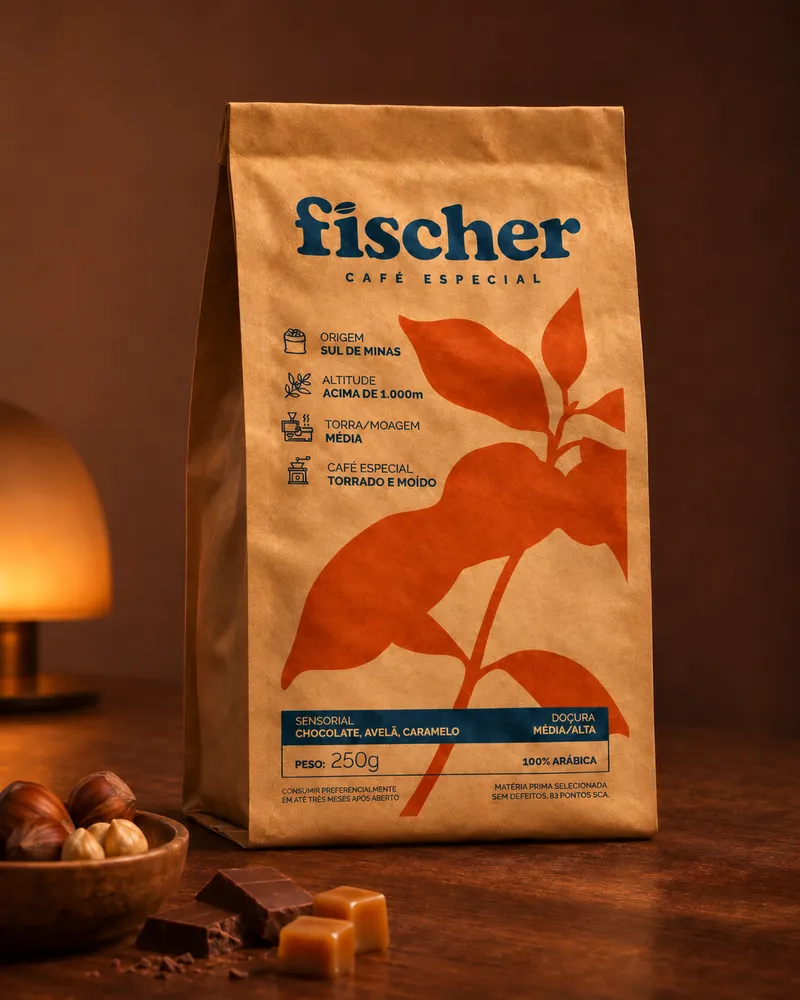 fischer
CAFÉ ESPECIAL
ORIGEM
SUL DE MINAS
ALTITUDE
ACIMA DE 1.000m
TORRA/MOAGEM
MÉDIA
CAFÉ ESPECIAL
TORRADO E MOÍDO
SENSORIAL
CHOCOLATE, AVELÃ, CARAMELO
DOÇURA
MÉDIA/ALTA
PESO: 250g
100% ARÁBICA
CONSUMIR PREFERENCIALMENTE
EM ATÉ TRÊS MESES APÓS ABERTO
MATÉRIA PRIMA SELECIONADA
SEM DEFEITOS. 83 PONTOS SCA.